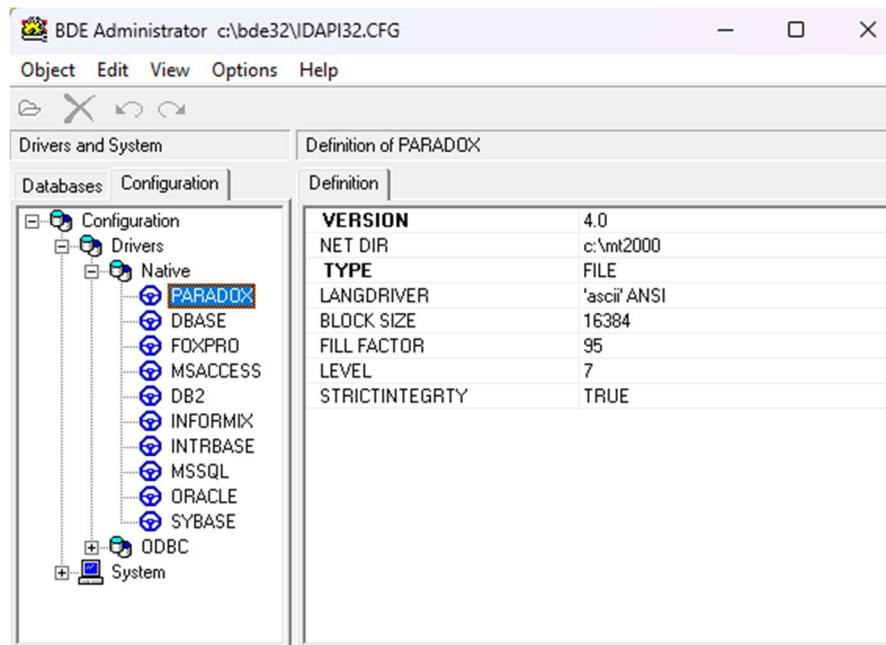 BDE Administrator c:\bde32\IDAPI32.CFG
Object Edit View Options Help
Drivers and System
Definition of PARADOX
Databases Configuration
Definition
Configuration
Drivers
Native
PARADOX
DBASE
FOXPRO
MSACCESS
DB2
INFORMIX
INTRBASE
MSSQL
ORACLE
SYBASE
ODBC
System
VERSION 4.0
NET DIR c:\mt2000
TYPE FILE
LANGDRIVER 'ascii' ANSI
BLOCK SIZE 16384
FILL FACTOR 95
LEVEL 7
STRICTINTEGRTY TRUE